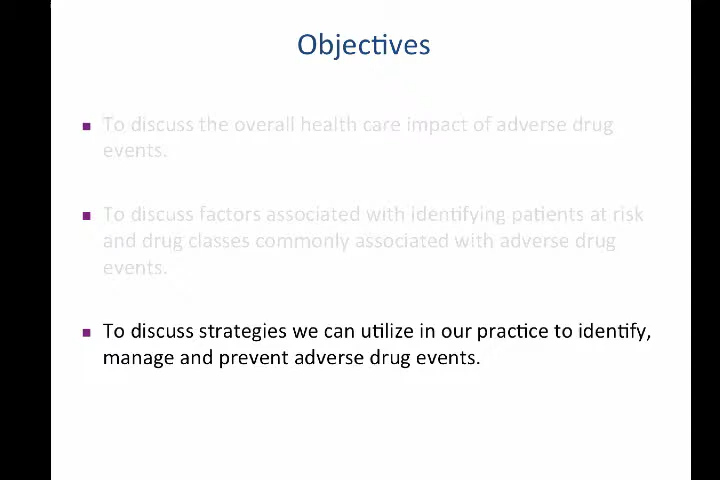 Objectives
To discuss the overall health care impact of adverse drug
events.
To discuss factors associated with identifying patients at risk
and drug classes commonly associated with adverse drug
events.
To discuss strategies we can utilize in our practice to identify,
manage and prevent adverse drug events.